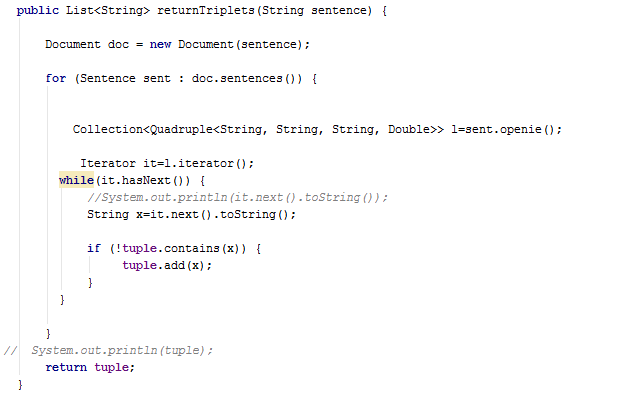 public List<String> returnTriplets(String sentence) {
Document doc = new Document(sentence);
for (Sentence sent : doc.sentences()) {
Collection<Quadruple<String, String, String, Double>> l=sent.openie();
Iterator it=l.iterator();
while(it.hasNext()) {
//System.out.println(it.next().toString());
String x=it.next().toString();
if (!tuple.contains(x)) {
tuple.add(x);
}
}
}
// System.out.println(tuple);
return tuple;
}